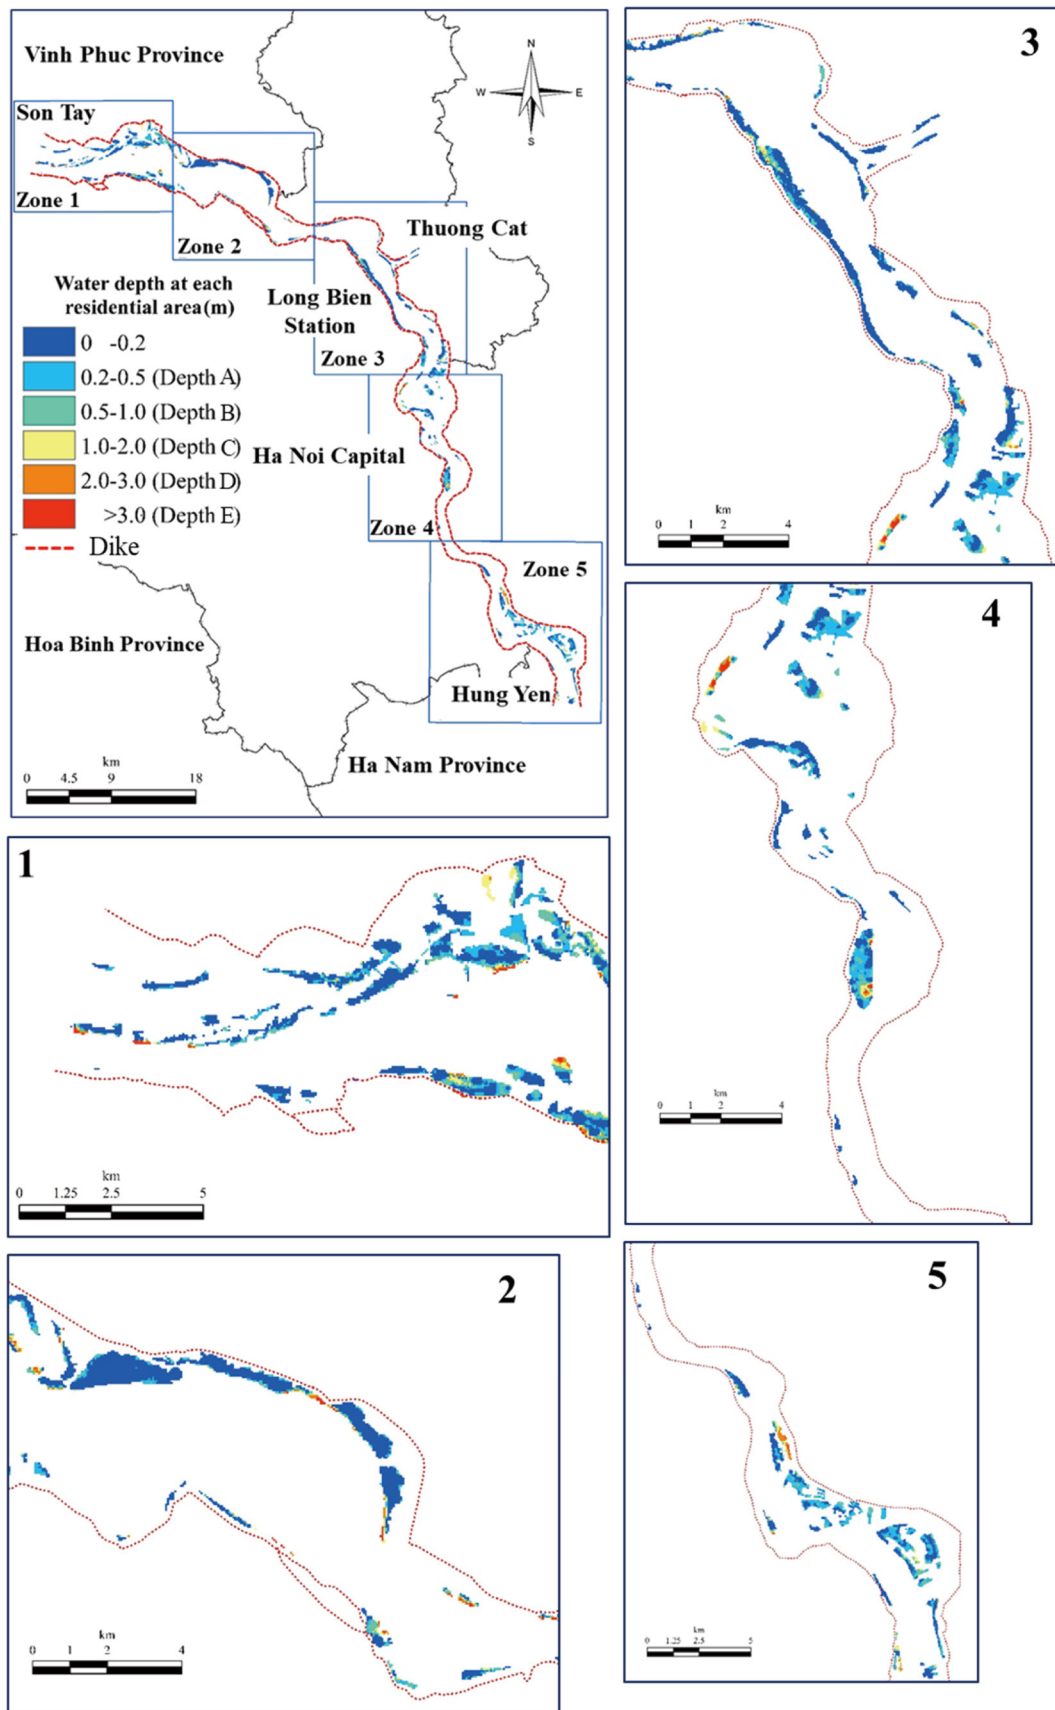 Vinh Phuc Province
N
W E
S
Son Tay
Zone 1
Zone 2
Thuong Cat
Water depth at each
residential area(m)
0 -0.2
0.2-0.5 (Depth A)
0.5-1.0 (Depth B)
1.0-2.0 (Depth C)
2.0-3.0 (Depth D)
>3.0 (Depth E)
Dike
Long Bien
Station
Zone 3
Ha Noi Capital
Zone 4
Zone 5
Hoa Binh Province
Hung Yen
Ha Nam Province
km
0 4.5 9 18
3
km
0 1 2 4
4
km
0 1 2 4
1
km
0 1.25 2.5 5
2
km
0 1 2 4
5
km
0 1.25 2.5 5